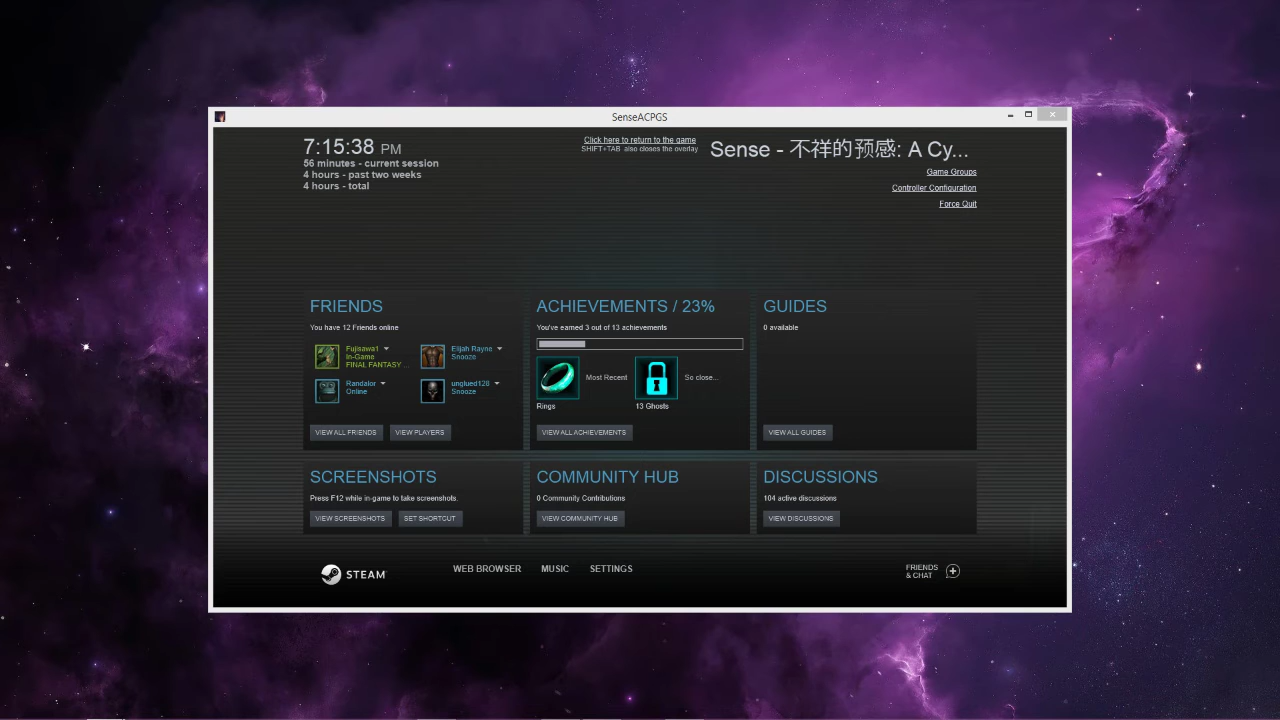 SenseACPGS
7:15:38 PM
56 minutes - current session
4 hours - past two weeks
4 hours - total
Click here to return to the game
SHIFT+TAB also closes the overlay
Sense - 不祥的预感: A Cy...
Game Groups
Controller Configuration
Force Quit
FRIENDS
You have 12 Friends online
Fujisawa1
In-Game
FINAL FANTASY ...
Elijah Rayne
Snooze
Randalor
Online
unglued128
Snooze
VIEW ALL FRIENDS
VIEW PLAYERS
ACHIEVEMENTS / 23%
You've earned 3 out of 13 achievements
Most Recent
So close...
Rings
13 Ghosts
VIEW ALL ACHIEVEMENTS
GUIDES
0 available
VIEW ALL GUIDES
SCREENSHOTS
Press F12 while in-game to take screenshots.
VIEW SCREENSHOTS
SET SHORTCUT
COMMUNITY HUB
0 Community Contributions
VIEW COMMUNITY HUB
DISCUSSIONS
104 active discussions
VIEW DISCUSSIONS
STEAM
WEB BROWSER
MUSIC
SETTINGS
FRIENDS
& CHAT